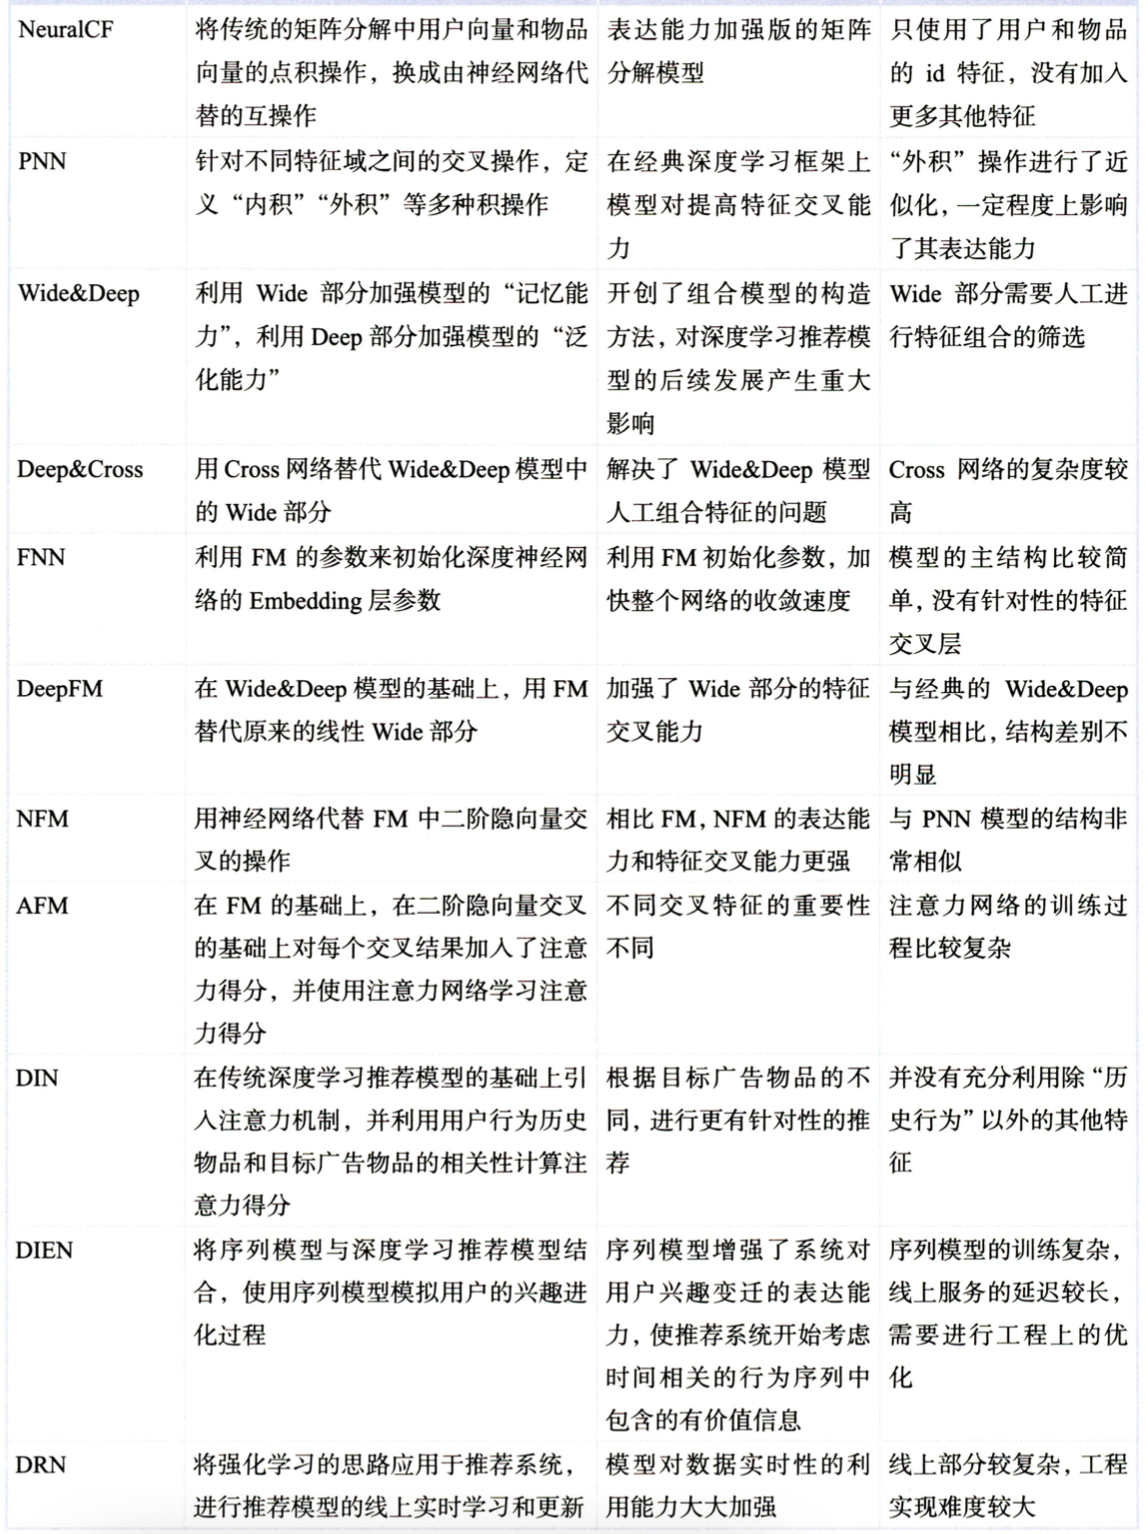 NeuralCF
将传统的矩阵分解中用户向量和物品
向量的点积操作，换成由神经网络代
替的互操作
表达能力加强版的矩阵
分解模型
只使用了用户和物品
的 id 特征，没有加入
更多其他特征
PNN
针对不同特征域之间的交叉操作，定
义“内积”“外积”等多种积操作
在经典深度学习框架上
模型对提高特征交叉能
力
“外积”操作进行了近
似化，一定程度上影响
了其表达能力
Wide&Deep
利用 Wide 部分加强模型的“记忆能
力”，利用 Deep 部分加强模型的“泛
化能力”
开创了组合模型的构造
方法，对深度学习推荐模
型的后续发展产生重大
影响
Wide 部分需要人工进
行特征组合的筛选
Deep&Cross
用 Cross 网络替代 Wide&Deep 模型中
的 Wide 部分
解决了 Wide&Deep 模型
人工组合特征的问题
Cross 网络的复杂度较
高
FNN
利用 FM 的参数来初始化深度神经网
络的 Embedding 层参数
利用 FM 初始化参数，加
快整个网络的收敛速度
模型的主结构比较简
单，没有针对性的特征
交叉层
DeepFM
在 Wide&Deep 模型的基础上，用 FM
替代原来的线性 Wide 部分
加强了 Wide 部分的特征
交叉能力
与经典的 Wide&Deep
模型相比，结构差别不
明显
NFM
用神经网络代替 FM 中二阶隐向量交
叉的操作
相比 FM，NFM 的表达能
力和特征交叉能力更强
与 PNN 模型的结构非
常相似
AFM
在 FM 的基础上，在二阶隐向量交叉
的基础上对每个交叉结果加入了注意
力得分，并使用注意力网络学习注意
力得分
不同交叉特征的重要性
不同
注意力网络的训练过
程比较复杂
DIN
在传统深度学习推荐模型的基础上引
入注意力机制，并利用用户行为历史
物品和目标广告物品的相关性计算注
意力得分
根据目标广告物品的不
同，进行更有针对性的推
荐
并没有充分利用除“历
史行为”以外的其他特
征
DIEN
将序列模型与深度学习推荐模型结
合，使用序列模型模拟用户的兴趣进
化过程
序列模型增强了系统对
用户兴趣变迁的表达能
力，使推荐系统开始考虑
时间相关的行为序列中
包含的有价值信息
序列模型的训练复杂，
线上服务的延迟较长，
需要进行工程上的优
化
DRN
将强化学习的思路应用于推荐系统，
进行推荐模型的线上实时学习和更新
模型对数据实时性的利
用能力大大加强
线上部分较复杂，工程
实现难度较大